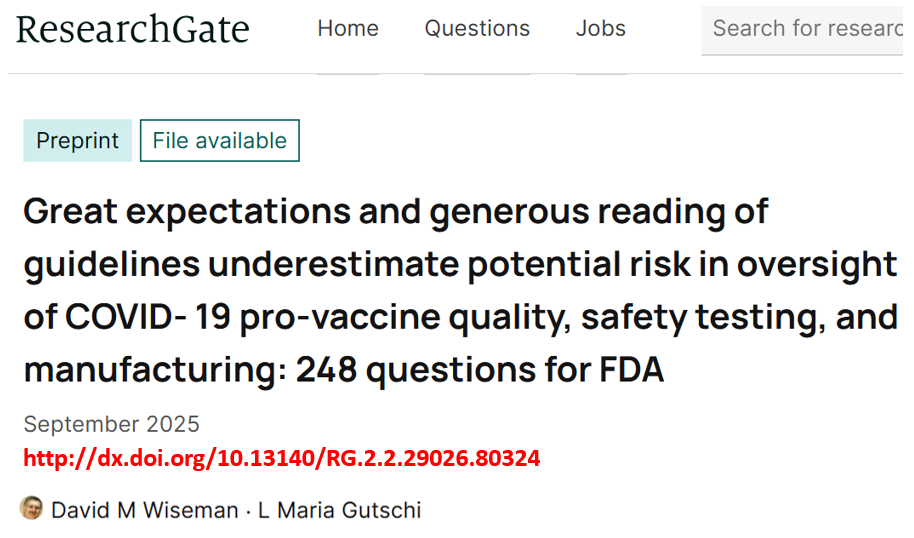 ResearchGate Home Questions Jobs Search for researc
Preprint File available
Great expectations and generous reading of
guidelines underestimate potential risk in oversight
of COVID- 19 pro-vaccine quality, safety testing, and
manufacturing: 248 questions for FDA
September 2025
http://dx.doi.org/10.13140/RG.2.2.29026.80324
David M Wiseman · L Maria Gutschi